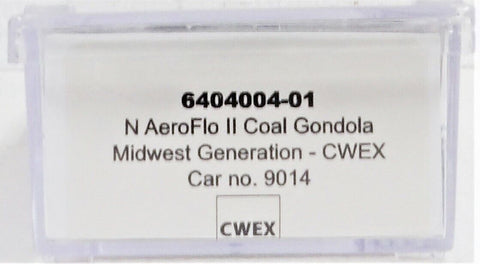 6404004-01
N AeroFlo II Coal Gondola
Midwest Generation - CWEX
Car no. 9014
CWEX